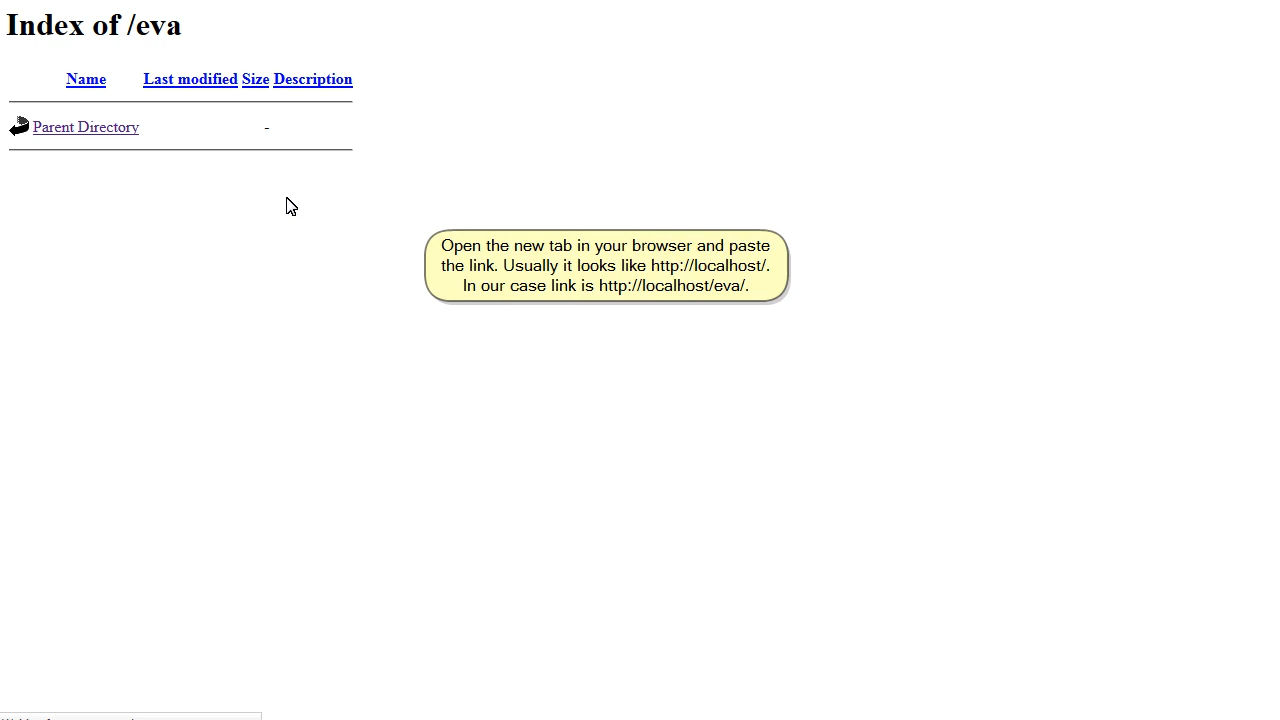 Index of /eva
Name Last modified Size Description
Parent Directory -
Open the new tab in your browser and paste
the link. Usually it looks like http://localhost/.
In our case link is http://localhost/eva/.